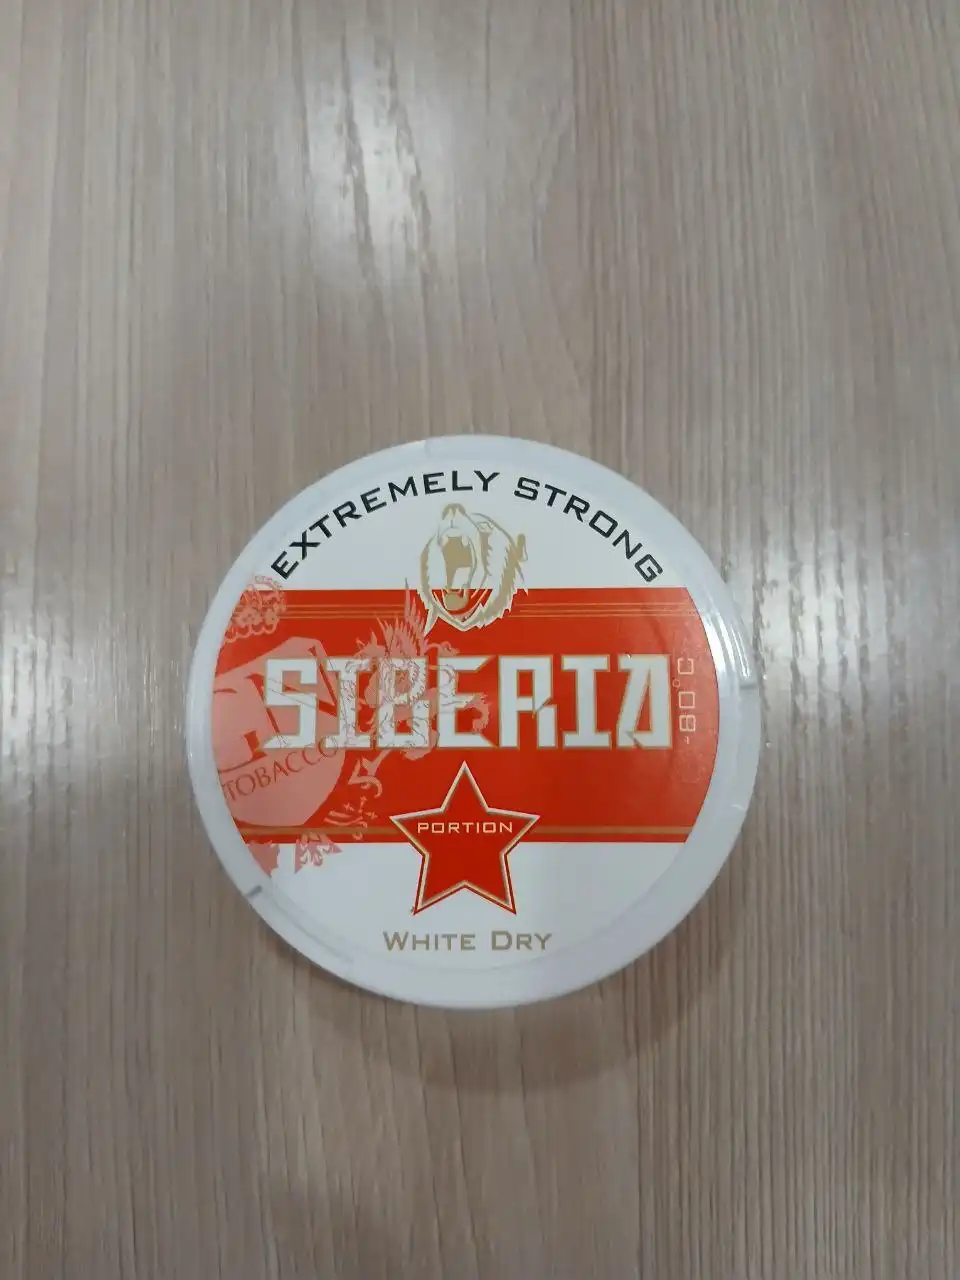 EXTREMELY STRONG
SIBERIA
-80°C
TOBACCO
PORTION
WHITE DRY